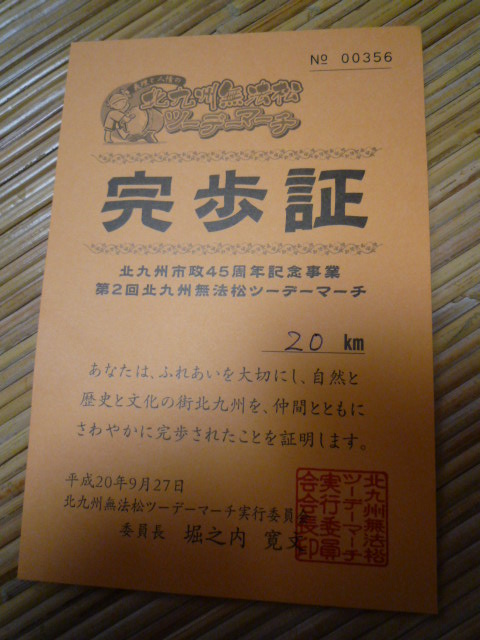 № 00356
北九州無法松
ツーデーマーチ
完歩証
北九州市政45周年記念事業
第2回北九州無法松ツーデーマーチ
20 km
あなたは、ふれあいを大切にし、自然と
歴史と文化の街北九州を、仲間とともに
さわやかに完歩されたことを証明します。
平成20年9月27日
北九州無法松ツーデーマーチ実行委員会
委員長 堀之内 寛文
北九州無法松
ツーデーマーチ
実行委員
会会長印